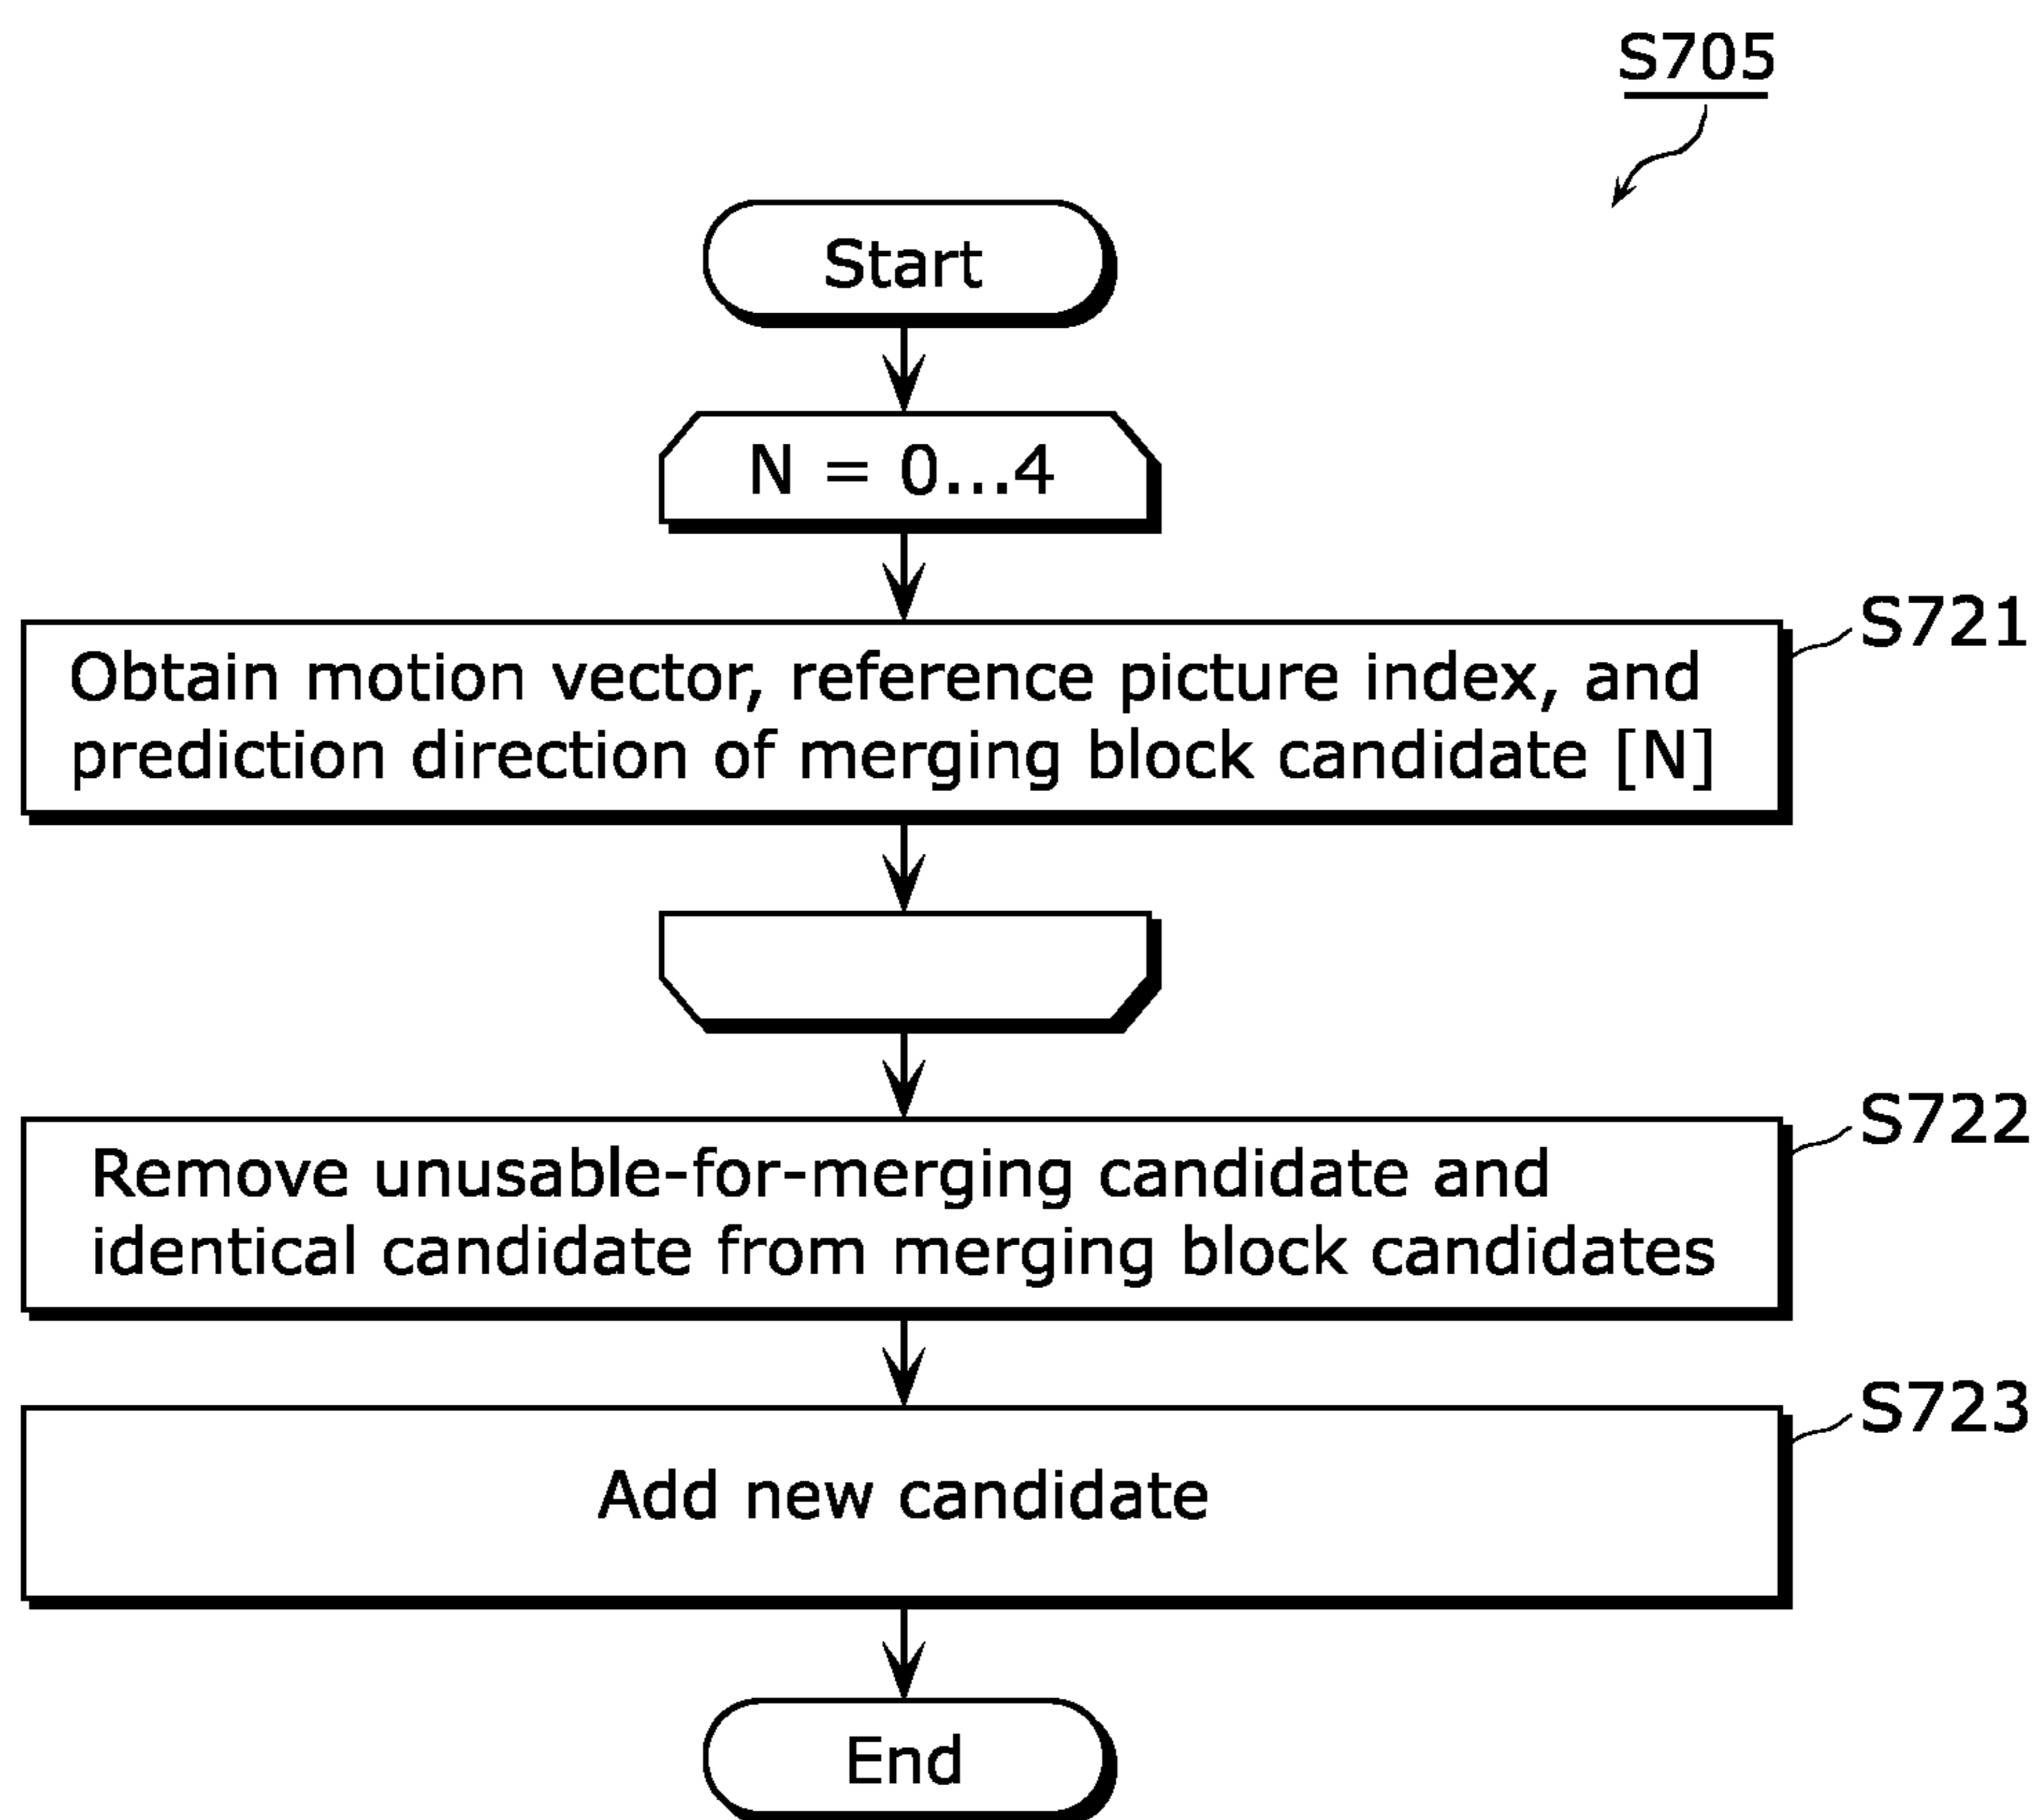 S705
Start
N = 0...4
S721
Obtain motion vector, reference picture index, and
prediction direction of merging block candidate [N]
S722
Remove unusable-for-merging candidate and
identical candidate from merging block candidates
S723
Add new candidate
End